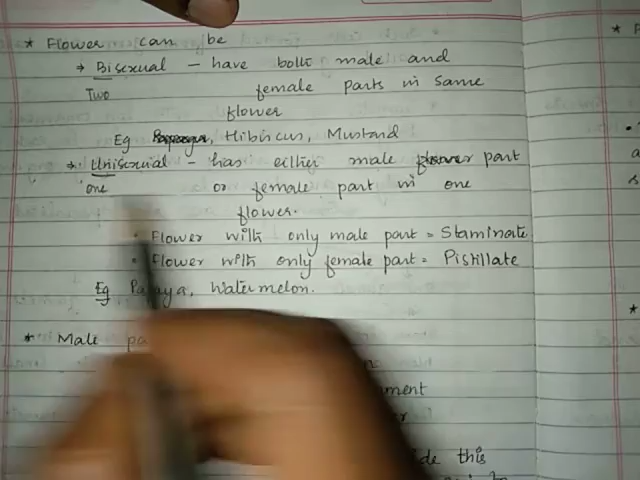 * Flower can be
→ Bisexual - have both male and
Two female parts in same
flower
Eg , Hibiscus, Mustard
→ Unisexual - has either male part
one or female part in one
flower.
• Flower with only male part = Staminate
• Flower with only female part = Pistillate
Eg Papaya, Watermelon.
* Male
this